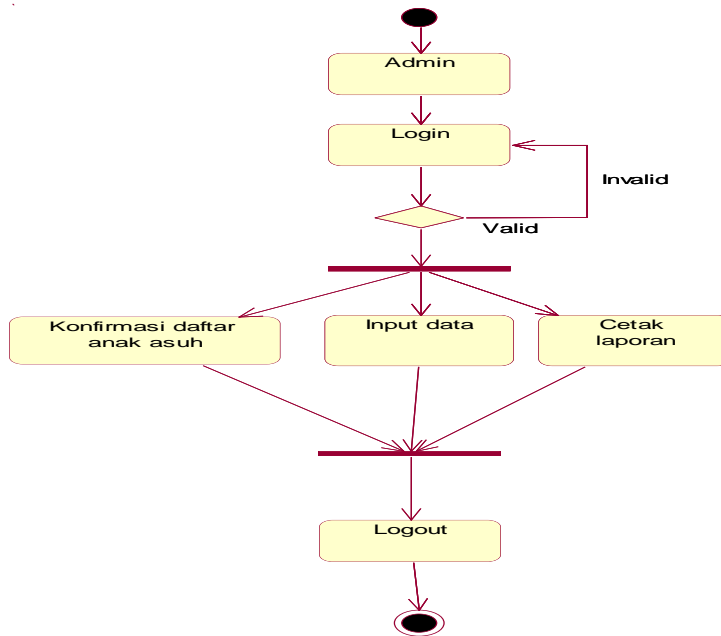 Admin
Login
Invalid
Valid
Konfirmasi daftar
anak asuh
Input data
Cetak
laporan
Logout